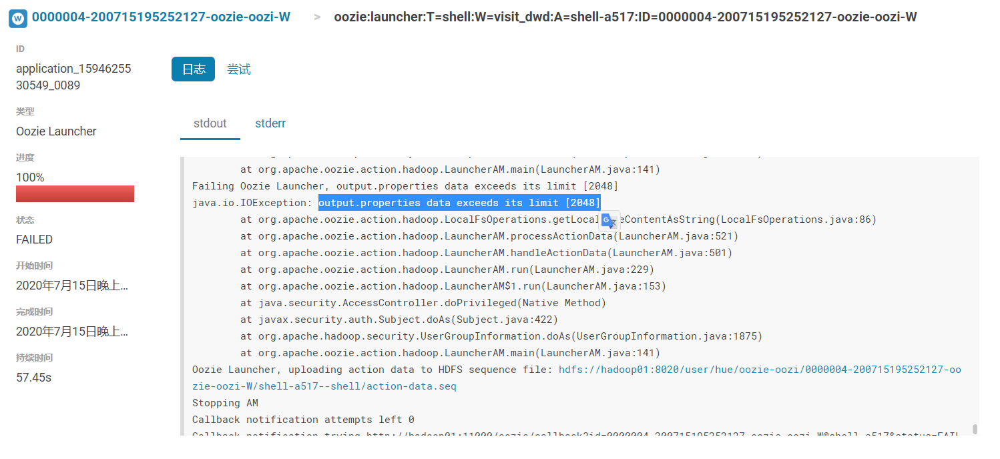 W 0000004-200715195252127-oozie-oozi-W > oozie:launcher:T=shell:W=visit_dwd:A=shell-a517:ID=0000004-200715195252127-oozie-oozi-W
ID
application_15946255
30549_0089
类型
Oozie Launcher
进度
100%
状态
FAILED
开始时间
2020年7月15日晚上...
完成时间
2020年7月15日晚上...
持续时间
57.45s
日志 尝试
stdout stderr
at org.apache.oozie.action.hadoop.LauncherAM.main(LauncherAM.java:141)
Failing Oozie Launcher, output.properties data exceeds its limit [2048]
java.io.IOException: output.properties data exceeds its limit [2048]
at org.apache.oozie.action.hadoop.LocalFsOperations.getLocal eContentAsString(LocalFsOperations.java:86)
at org.apache.oozie.action.hadoop.LauncherAM.processActionData(LauncherAM.java:521)
at org.apache.oozie.action.hadoop.LauncherAM.handleActionData(LauncherAM.java:501)
at org.apache.oozie.action.hadoop.LauncherAM.run(LauncherAM.java:229)
at org.apache.oozie.action.hadoop.LauncherAM$1.run(LauncherAM.java:153)
at java.security.AccessController.doPrivileged(Native Method)
at javax.security.auth.Subject.doAs(Subject.java:422)
at org.apache.hadoop.security.UserGroupInformation.doAs(UserGroupInformation.java:1875)
at org.apache.oozie.action.hadoop.LauncherAM.main(LauncherAM.java:141)
Oozie Launcher, uploading action data to HDFS sequence file: hdfs://hadoop01:8020/user/hue/oozie-oozi/0000004-200715195252127-oo
zie-oozi-W/shell-a517--shell/action-data.seq
Stopping AM
Callback notification attempts left 0
Callback notification trying http://hadoop01:11000/oozie/callback?id=0000004-200715195252127-oozie-oozi-W@shell-a517&status=FAIL